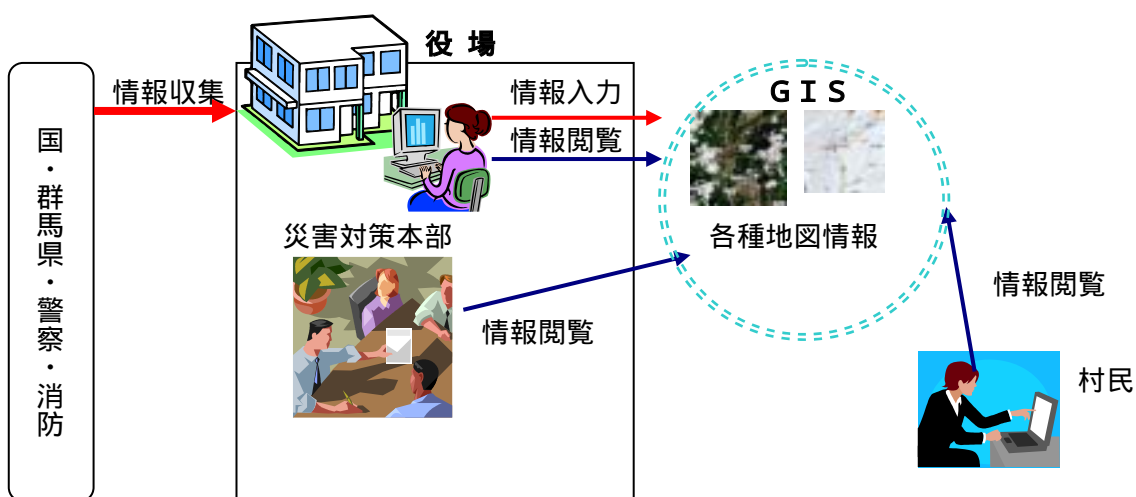 役場
情報収集
国・群馬県・警察・消防
情報入力
情報閲覧
GIS
各種地図情報
災害対策本部
情報閲覧
情報閲覧
村民